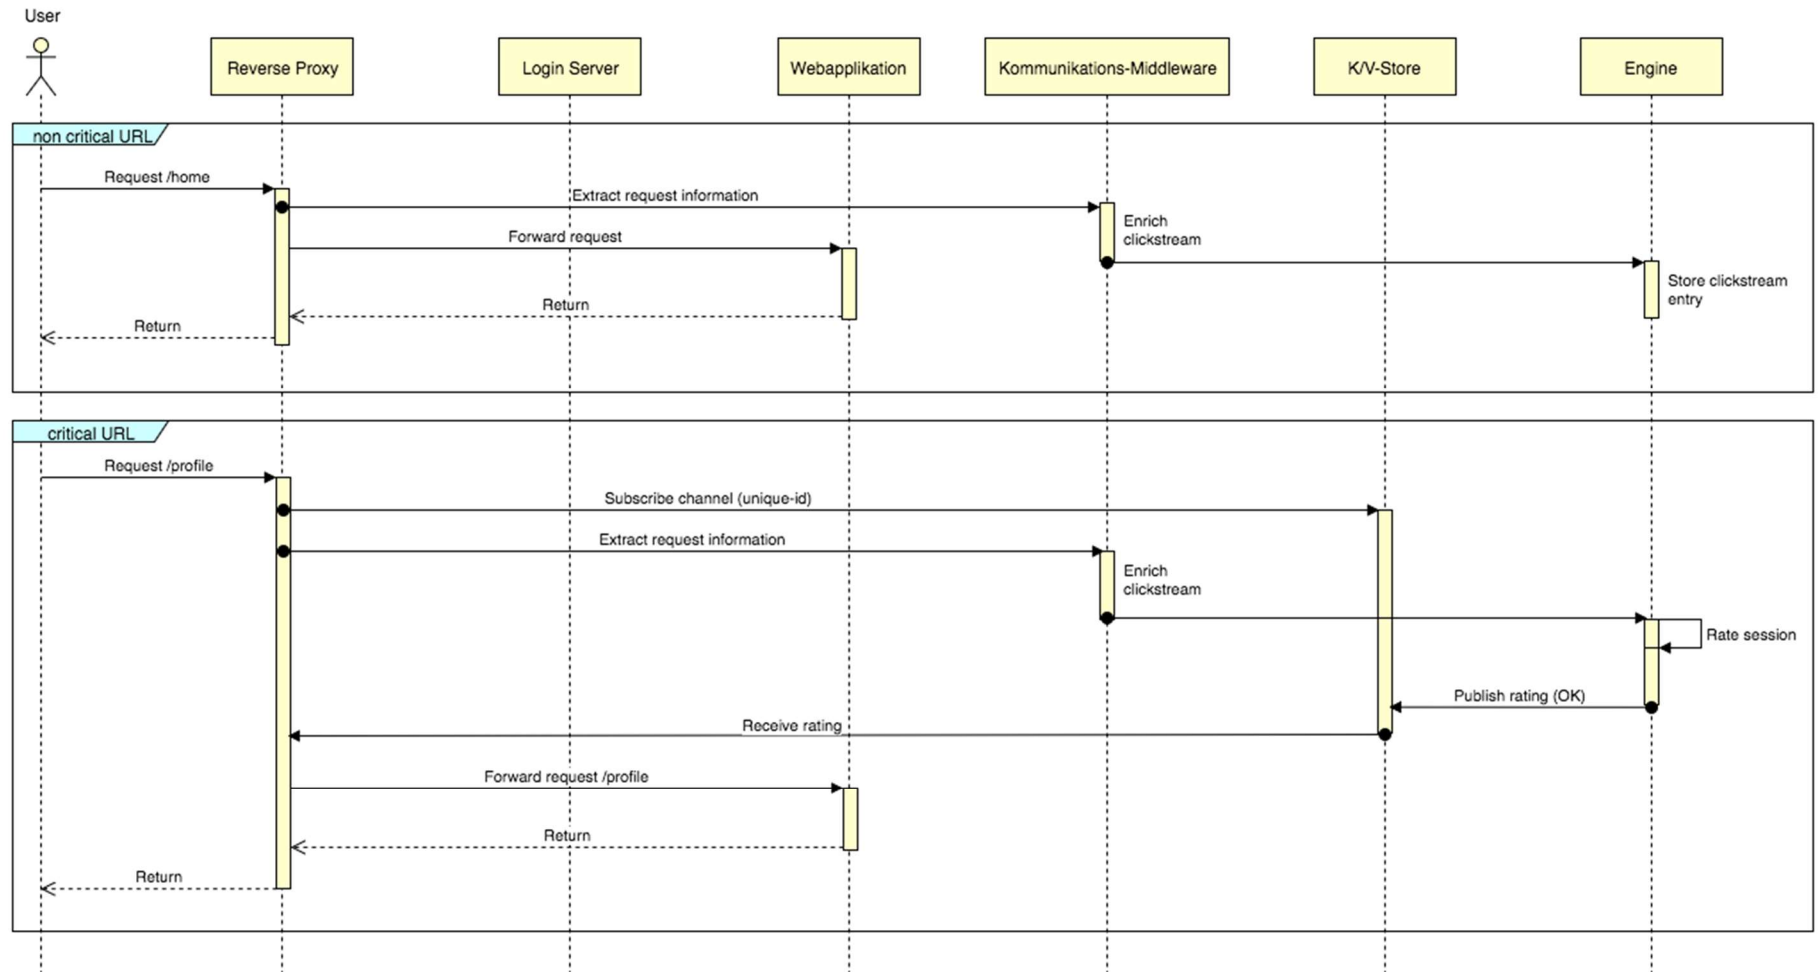 User
Reverse Proxy
Login Server
Webapplikation
Kommunikations-Middleware
K/V-Store
Engine
non critical URL
Request /home
Extract request information
Enrich
clickstream
Forward request
Store clickstream
entry
Return
Return
critical URL
Request /profile
Subscribe channel (unique-id)
Extract request information
Enrich
clickstream
Rate session
Publish rating (OK)
Receive rating
Forward request /profile
Return
Return